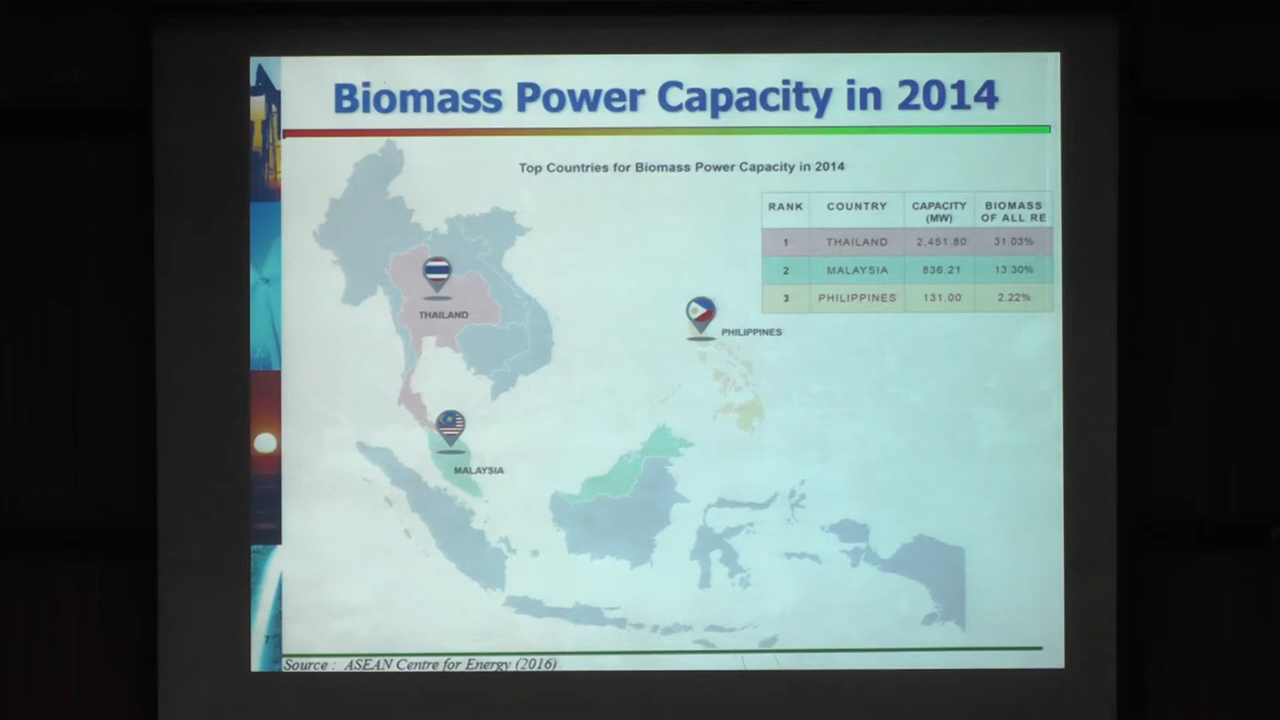 Biomass Power Capacity in 2014
Top Countries for Biomass Power Capacity in 2014
RANK COUNTRY CAPACITY (MW) BIOMASS OF ALL RE
1 THAILAND 2.451.80 31.03%
2 MALAYSIA 836.21 13.30%
3 PHILIPPINES 131.00 2.22%
THAILAND
PHILIPPINES
MALAYSIA
Source : ASEAN Centre for Energy (2016)